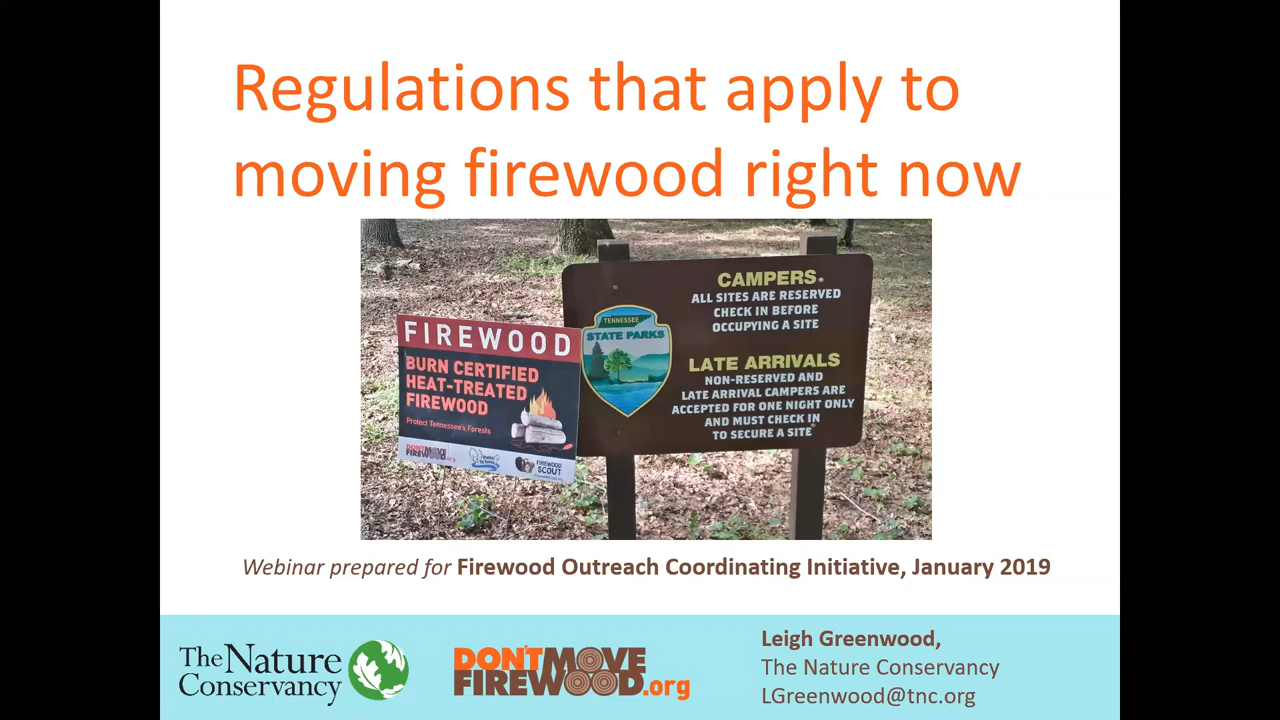 Regulations that apply to
moving firewood right now
CAMPERS
ALL SITES ARE RESERVED
CHECK IN BEFORE
OCCUPYING A SITE
LATE ARRIVALS
NON-RESERVED AND
LATE ARRIVAL CAMPERS ARE
ACCEPTED FOR ONE NIGHT ONLY
AND MUST CHECK IN
TO SECURE A SITE
TENNESSEE
STATE PARKS
FIREWOOD
BURN CERTIFIED
HEAT-TREATED
FIREWOOD
Protect Tennessee's Forests
DON'T MOVE
FIREWOOD.org
FIREWOOD
SCOUT
Webinar prepared for Firewood Outreach Coordinating Initiative, January 2019
The Nature
Conservancy
DON'T MOVE
FIREWOOD.org
Leigh Greenwood,
The Nature Conservancy
LGreenwood@tnc.org